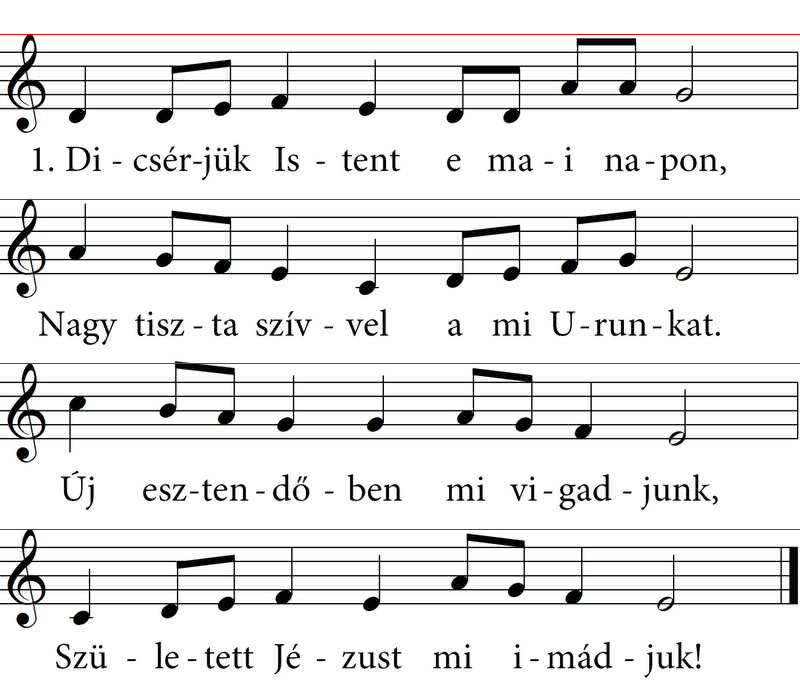 1. Di - csér-jük Is - tent e ma - i na-pon,
Nagy tisz - ta szív - vel a mi U-run-kat.
Új esz-ten-dő - ben mi vi-gad - junk,
Szü - le-tett Jé - zust mi i-mád - juk!